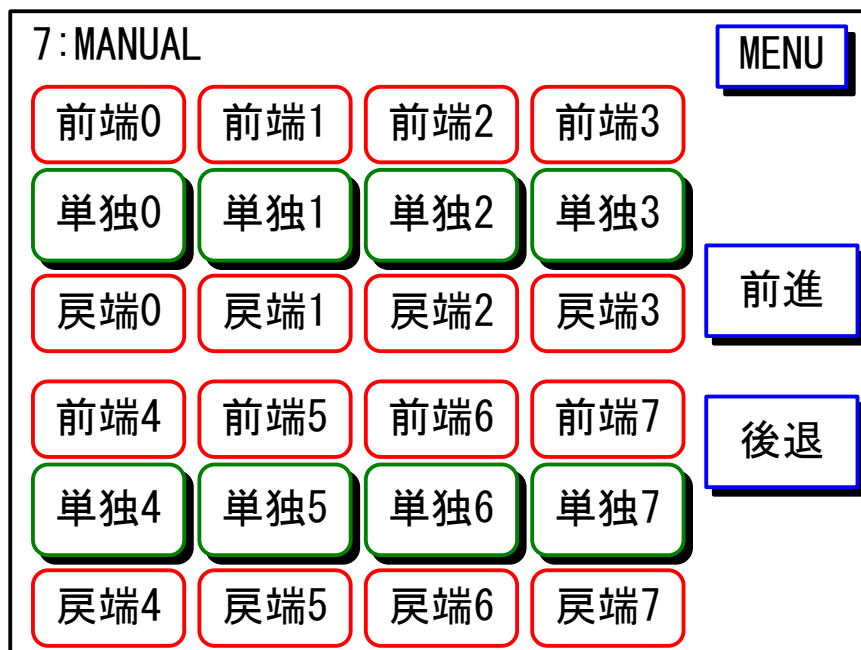 7:MANUAL MENU
前端0 前端1 前端2 前端3
単独0 単独1 単独2 単独3
前進
戻端0 戻端1 戻端2 戻端3
前端4 前端5 前端6 前端7
後退
単独4 単独5 単独6 単独7
戻端4 戻端5 戻端6 戻端7